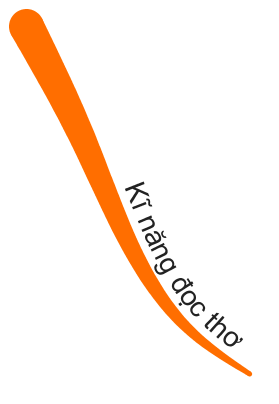 Kĩ năng đọc thơ